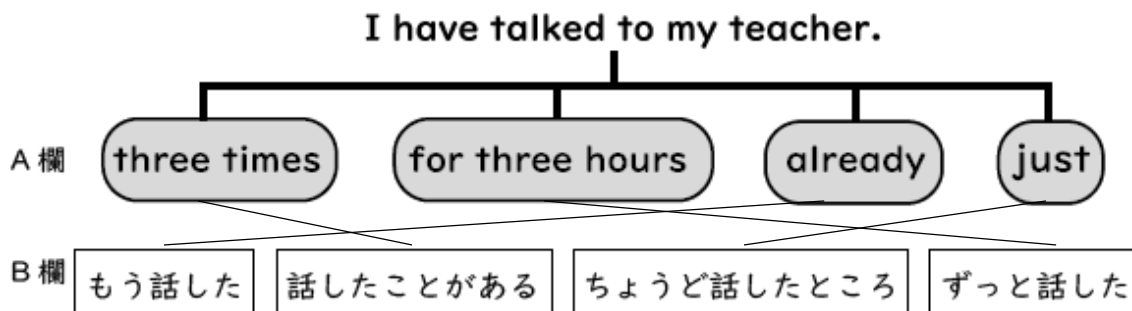 I have talked to my teacher.
A 欄 three times for three hours already just
B 欄 もう話した 話したことがある ちょうど話したところ ずっと話した